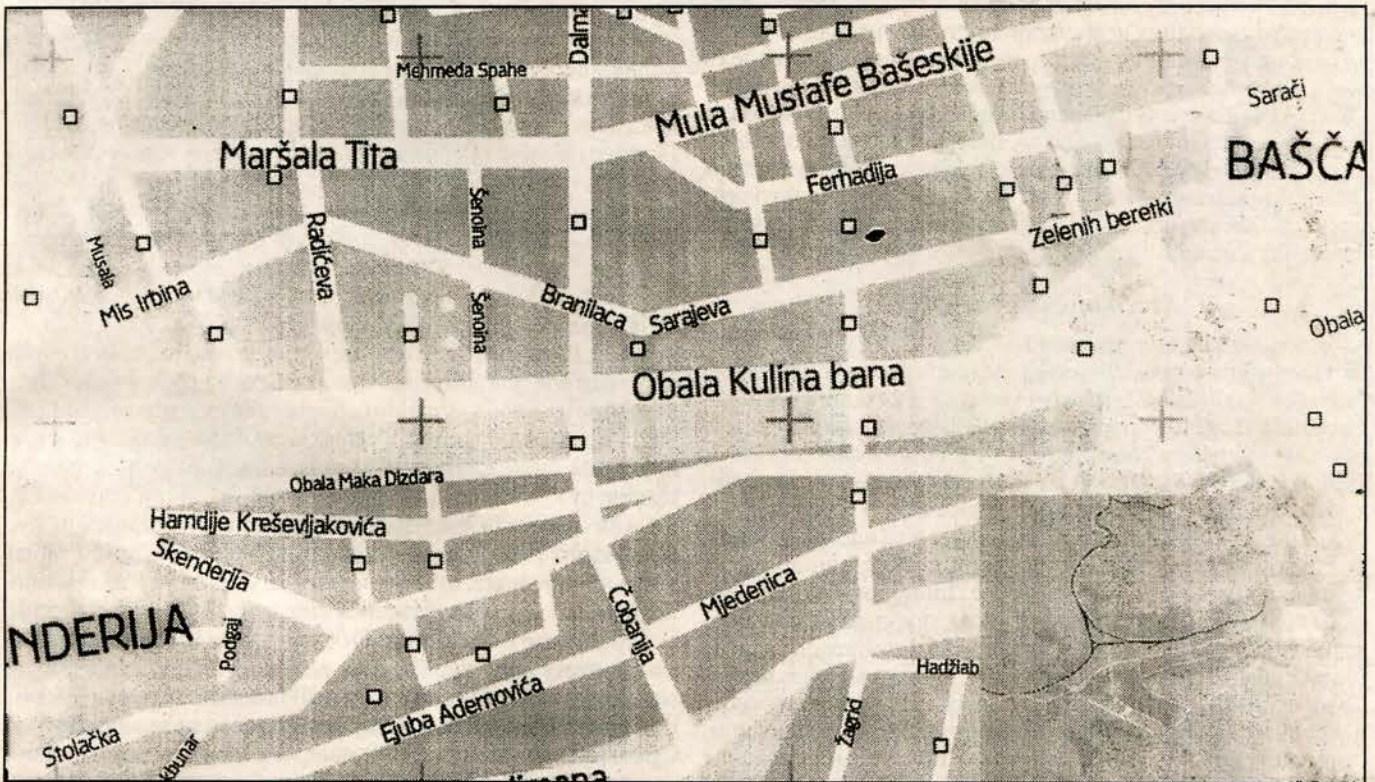 Dalma
Mehmeda Spahe
Mula Mustafe Bašeskije
Sarači
Maršala Tita
BAŠČA
Ferhadija
Šenoina
Radićeva
Zelenih beretki
Musala
Mis Irbina
Branilaca
Sarajeva
Šenoina
Obala
Obala Kulina bana
Obala Maka Dizdara
Hamdije Kreševljakovića
Skenderija
Mjedenica
Čobanija
NDERIJA
Podgaj
Hadžiab
Ejuba Ademovića
Žagrići
Stolačka
kbunar